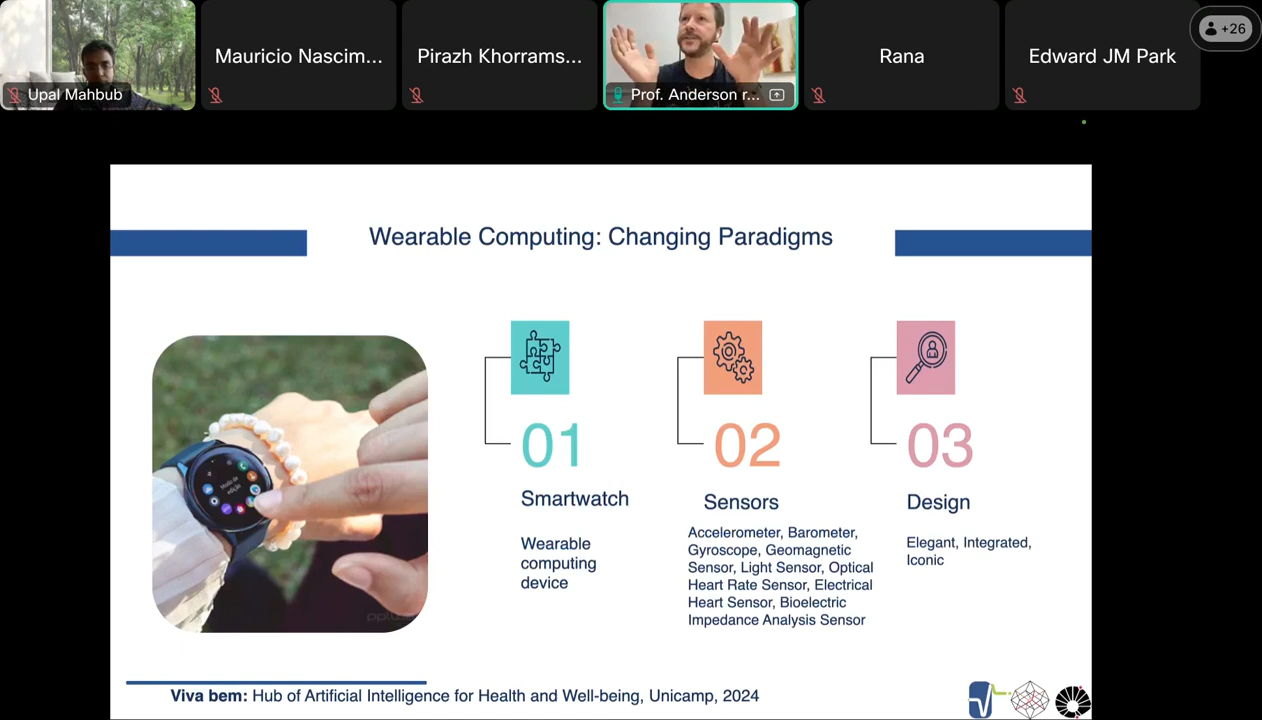 Upal Mahbub
Mauricio Nascim...
Pirazh Khorrams...
Prof. Anderson r...
Rana
Edward JM Park
+26
Wearable Computing: Changing Paradigms
01
Smartwatch
Wearable
computing
device
02
Sensors
Accelerometer, Barometer,
Gyroscope, Geomagnetic
Sensor, Light Sensor, Optical
Heart Rate Sensor, Electrical
Heart Sensor, Bioelectric
Impedance Analysis Sensor
03
Design
Elegant, Integrated,
Iconic
Viva bem: Hub of Artificial Intelligence for Health and Well-being, Unicamp, 2024